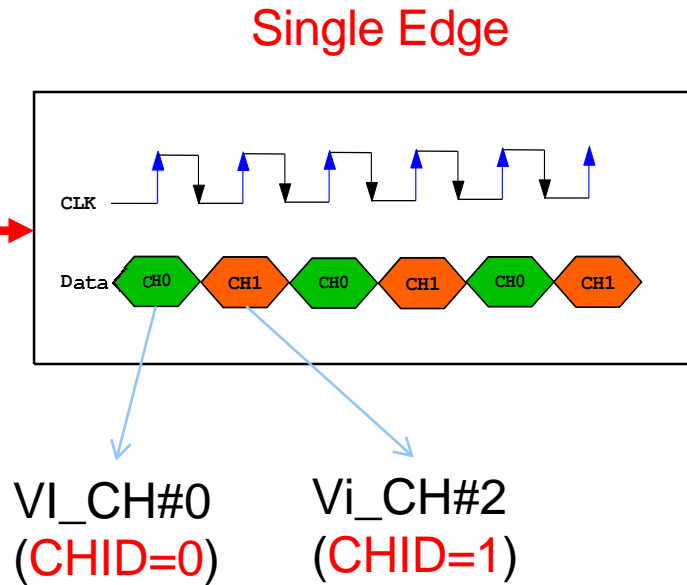 Single Edge
CLK
Data CH0 CH1 CH0 CH1 CH0 CH1
VI_CH#0 Vi_CH#2
(CHID=0) (CHID=1)